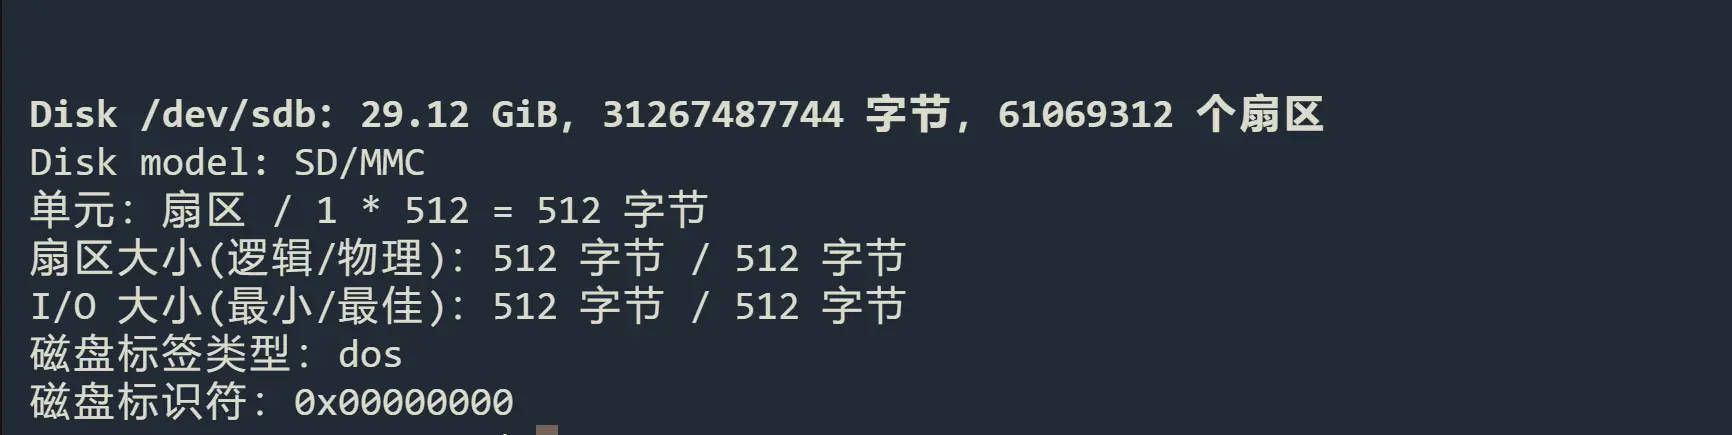 Disk /dev/sdb: 29.12 GiB, 31267487744 字节, 61069312 个扇区
Disk model: SD/MMC
单元: 扇区 / 1 * 512 = 512 字节
扇区大小(逻辑/物理): 512 字节 / 512 字节
I/O 大小(最小/最佳): 512 字节 / 512 字节
磁盘标签类型: dos
磁盘标识符: 0x00000000